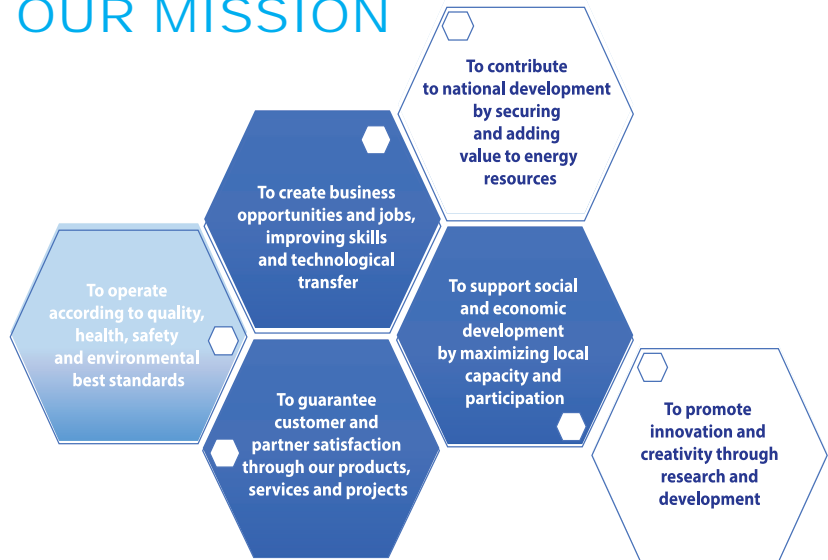 OUR MISSION
To contribute
to national development
by securing
and adding
value to energy
resources
To create business
opportunities and jobs,
improving skills
and technological
transfer
To operate
according to quality,
health, safety
and environmental
best standards
To support social
and economic
development
by maximizing local
capacity and
participation
To guarantee
customer and
partner satisfaction
through our products,
services and projects
To promote
innovation and
creativity through
research and
development